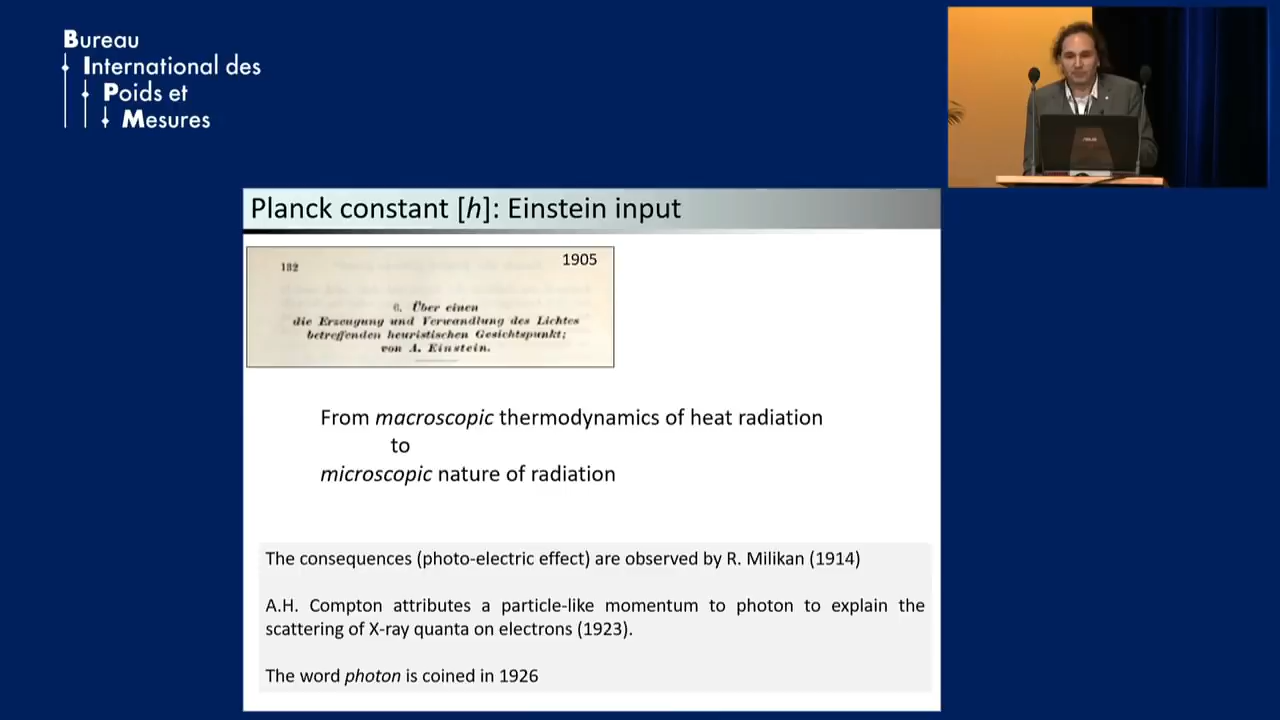 Bureau
International des
Poids et
Mesures
Planck constant [h]: Einstein input
1905
182
6. Über einen
die Erzeugung und Verwandlung des Lichtes
betreffenden heuristischen Gesichtspunkt;
von A. Einstein.
From macroscopic thermodynamics of heat radiation
to
microscopic nature of radiation
The consequences (photo-electric effect) are observed by R. Milikan (1914)
A.H. Compton attributes a particle-like momentum to photon to explain the
scattering of X-ray quanta on electrons (1923).
The word photon is coined in 1926
ASUS